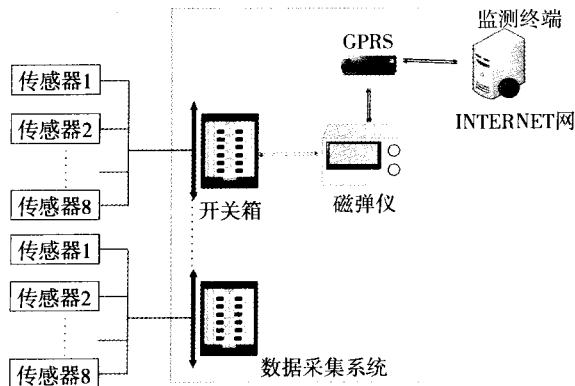 监测终端
GPRS
INTERNET网
传感器1
传感器2
传感器8
开关箱
磁弹仪
传感器1
传感器2
传感器8
数据采集系统